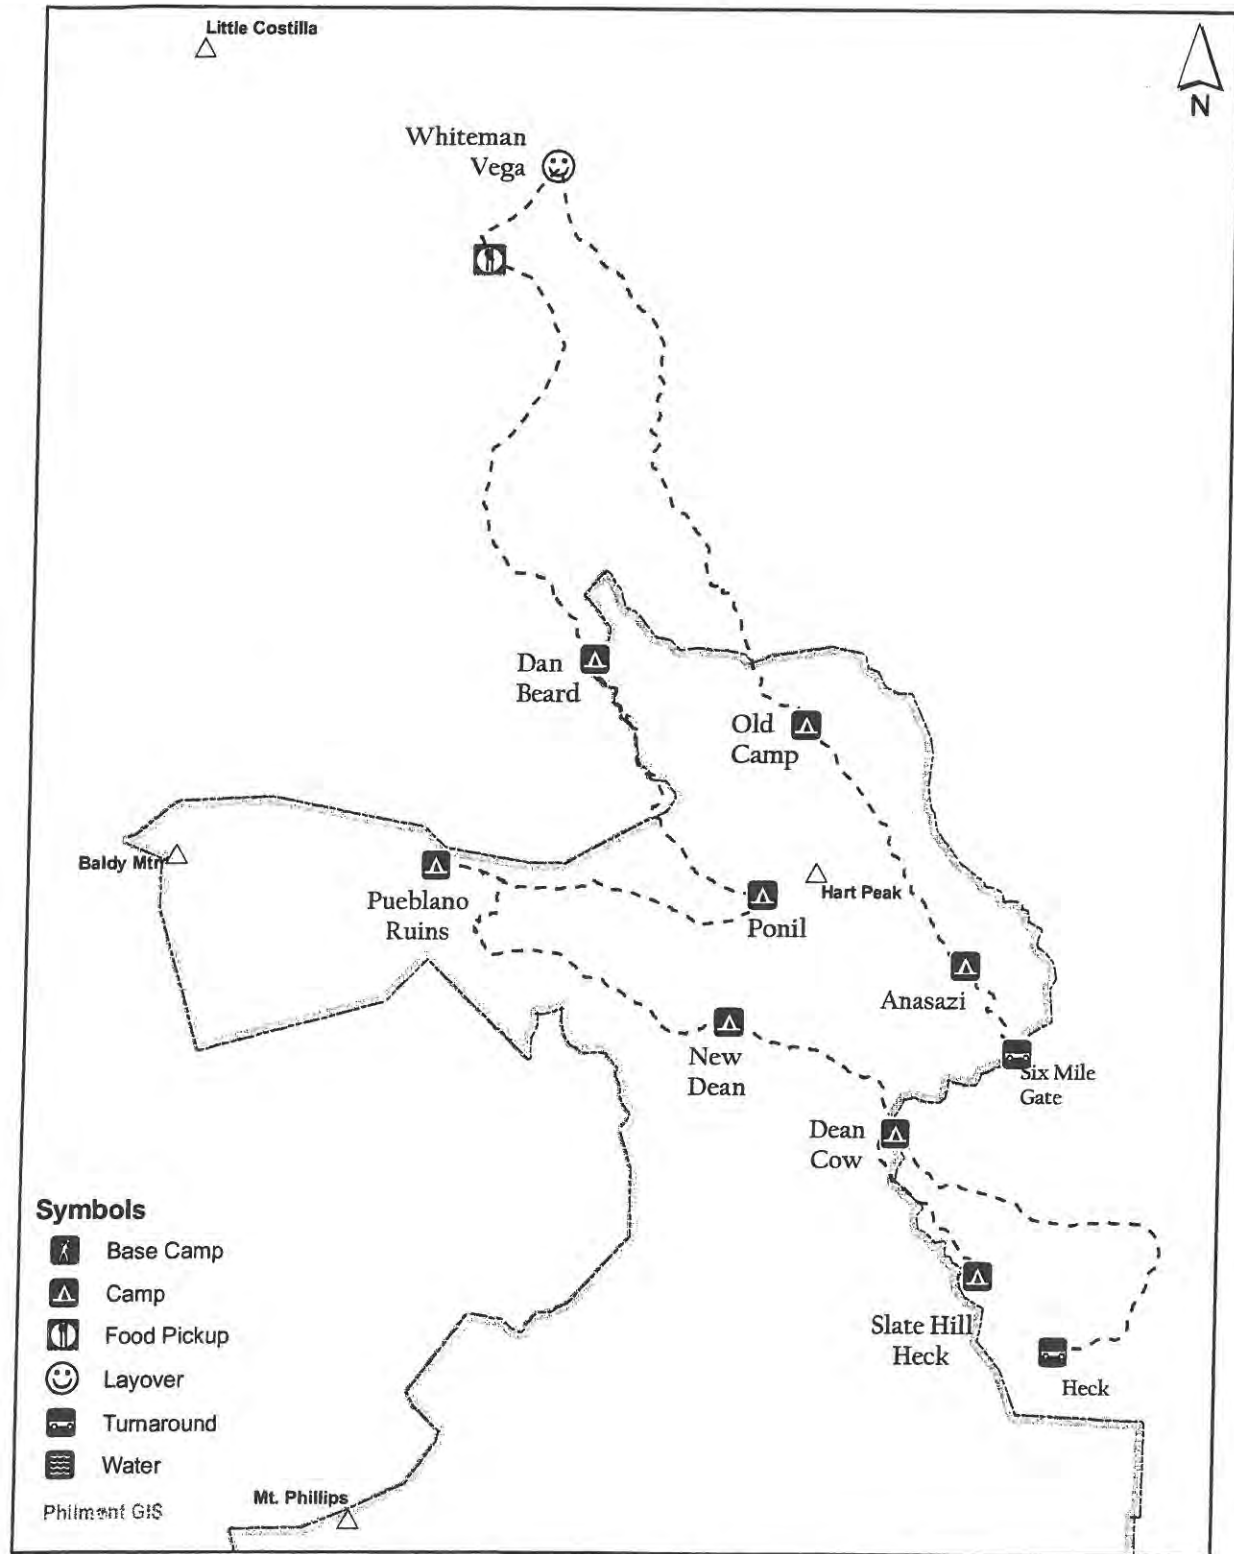 Little Costilla
N
Whiteman
Vega
Dan
Beard
Old
Camp
Baldy Mtn
Pueblano
Ruins
Hart Peak
Ponil
Anasazi
New
Dean
Six Mile
Gate
Dean
Cow
Slate Hill
Heck
Heck
Symbols
Base Camp
Camp
Food Pickup
Layover
Turnaround
Water
Mt. Phillips
Philmont GIS